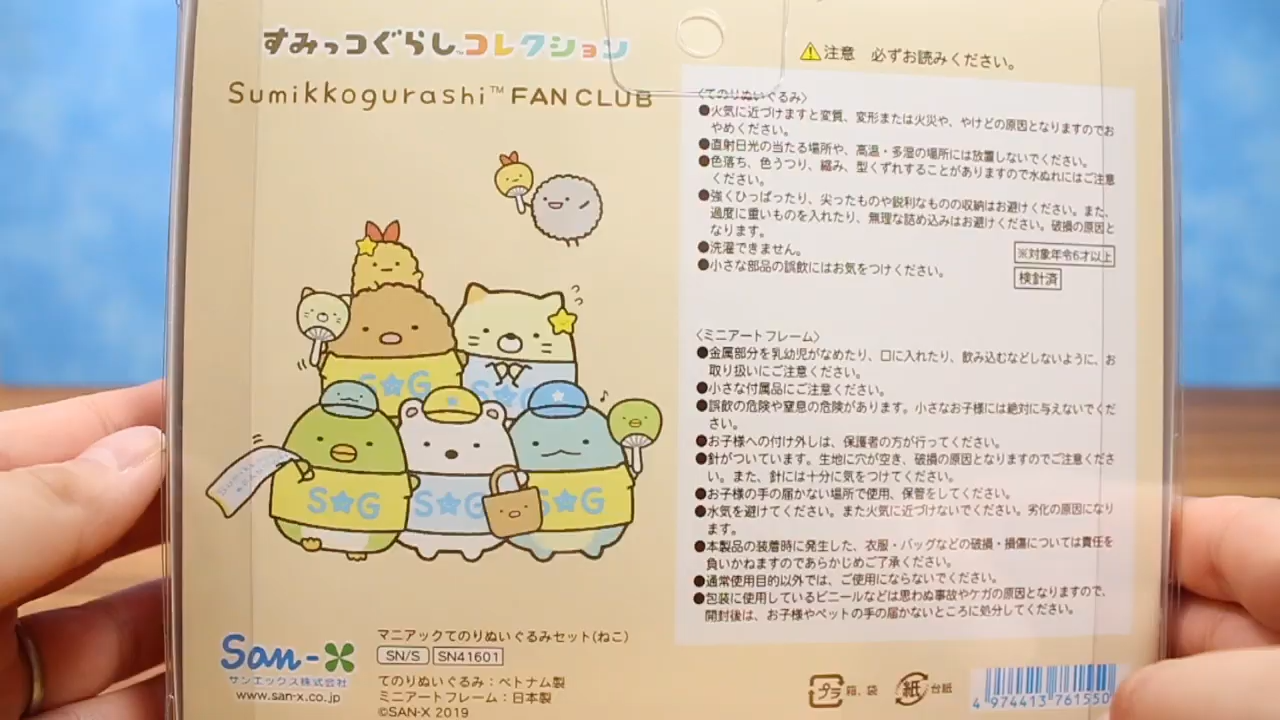 すみっコぐらし™コレクション
Sumikkogurashi™ FAN CLUB
S★G
S★G
S★G
S★G
★G
San-X
サンエックス株式会社
www.san-x.co.jp
マニアックてのりぬいぐるみセット(ねこ)
SN/S SN41601
てのりぬいぐるみ:ベトナム製
ミニアートフレーム:日本製
©SAN-X 2019
注意 必ずお読みください。
〈てのりぬいぐるみ〉
●火気に近づけますと変質、変形または火災や、やけどの原因となりますのでお
やめください。
●直射日光の当たる場所や、高温・多湿の場所には放置しないでください。
●色落ち、色うつり、縮み、型くずれすることがありますので水ぬれにはご注意
ください。
●強くひっぱったり、尖ったものや鋭利なものの収納はお避けください。また、
過度に重いものを入れたり、無理な詰め込みはお避けください。破損の原因と
なります。
●洗濯できません。
●小さな部品の誤飲にはお気をつけください。
※対象年令6才以上
検針済
〈ミニアートフレーム〉
●金属部分を乳幼児がなめたり、口に入れたり、飲み込むなどしないように、お
取り扱いにご注意ください。
●小さな付属品にご注意ください。
●誤飲の危険や窒息の危険があります。小さなお子様には絶対に与えないでくだ
さい。
●お子様への付け外しは、保護者の方が行ってください。
●針がついています。生地に穴が空き、破損の原因となりますのでご注意くださ
い。また、針には十分に気をつけてください。
●お子様の手の届かない場所で使用、保管をしてください。
●水気を避けてください。また火気に近づけないでください。劣化の原因になり
ます。
●本製品の装着時に発生した、衣服・バッグなどの破損・損傷については責任を
負いかねますのであらかじめご了承ください。
●通常使用目的以外では、ご使用にならないでください。
●包装に使用しているビニールなどは思わぬ事故やケガの原因となりますので、
開封後は、お子様やペットの手の届かないところに処分してください。
プラ 箱、袋 紙 台紙
4 974413 761550